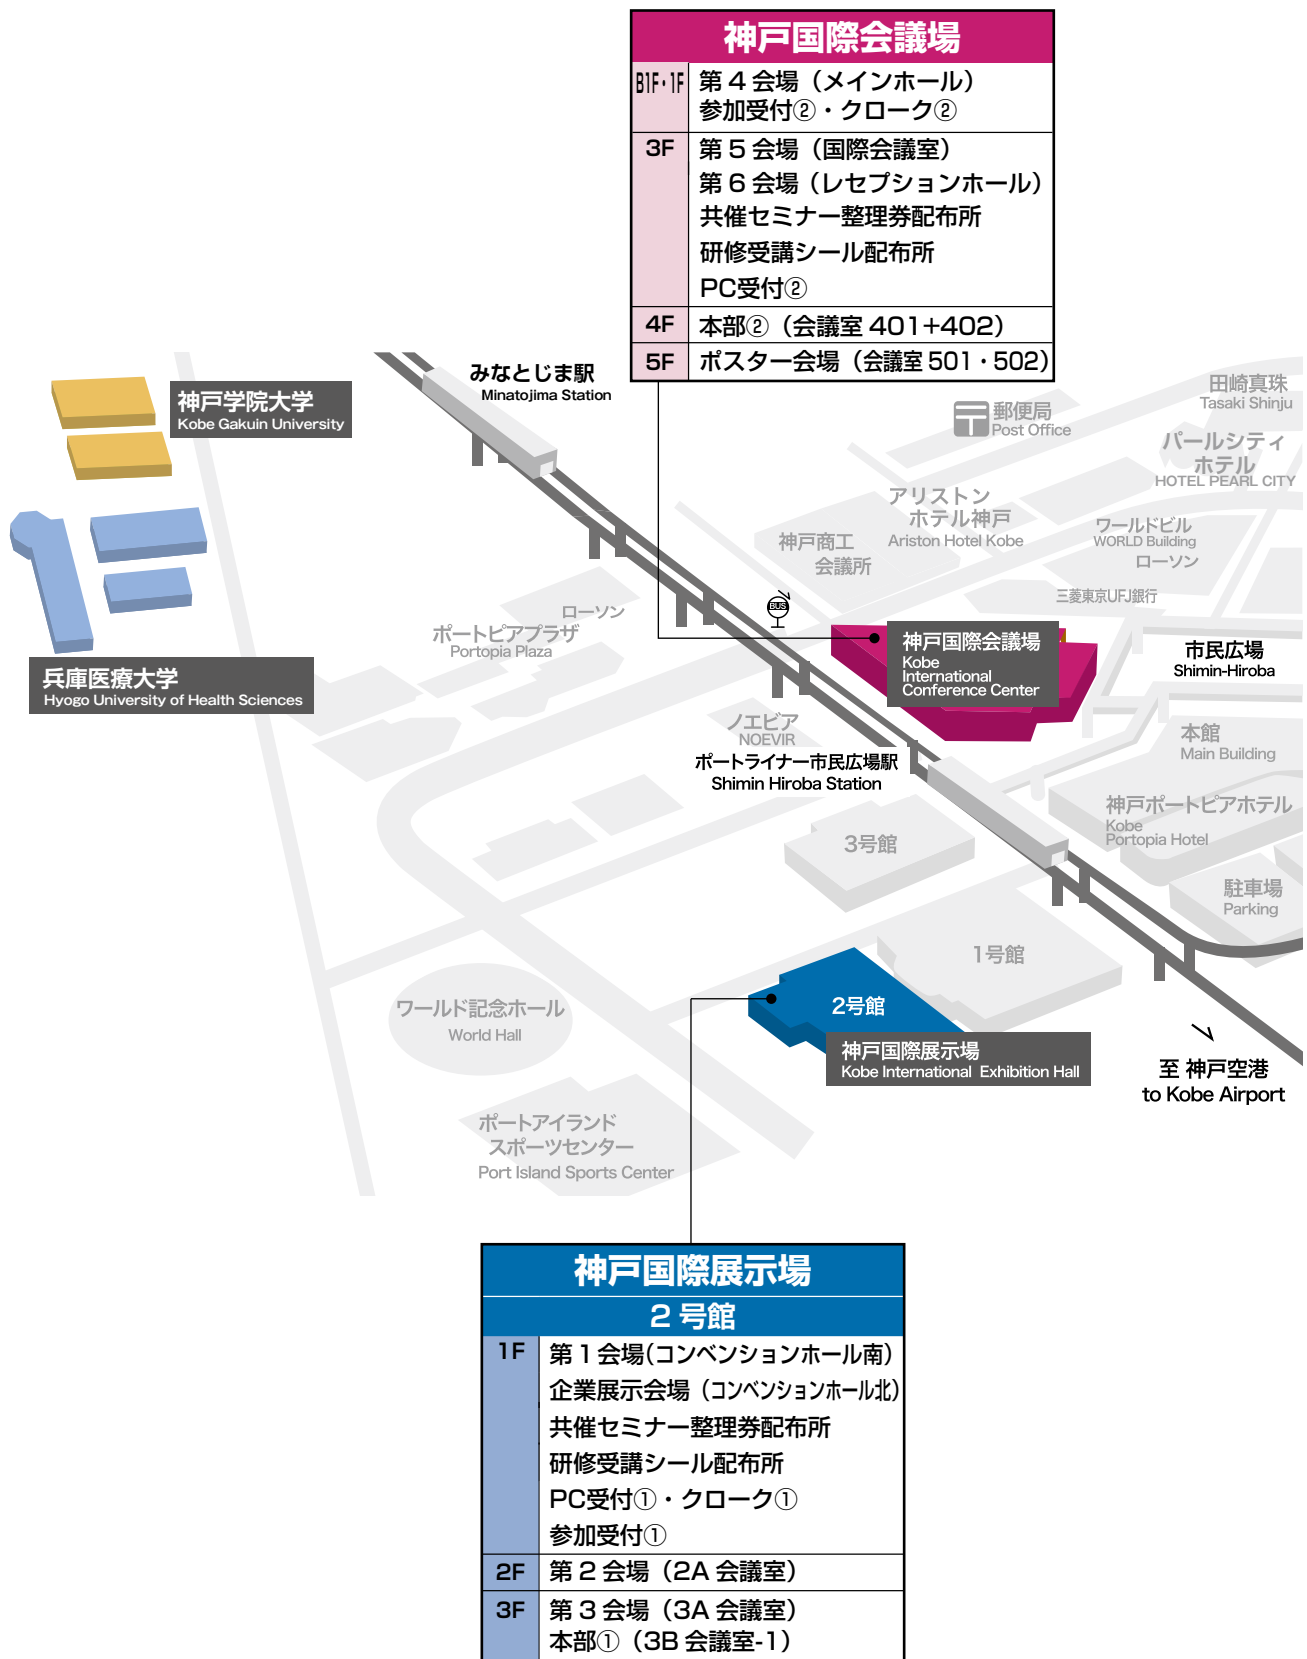 神戸国際会議場
B1F・1F
第4会場（メインホール）
参加受付②・クローク②
3F
第5会場（国際会議室）
第6会場（レセプションホール）
共催セミナー整理券配布所
研修受講シール配布所
PC受付②
4F
本部②（会議室 401+402）
5F
ポスター会場（会議室 501・502）
みなとじま駅
Minatojima Station
神戸学院大学
Kobe Gakuin University
田崎真珠
Tasaki Shinju
郵便局
Post Office
パールシティ
ホテル
HOTEL PEARL CITY
アリストン
ホテル神戸
Ariston Hotel Kobe
ワールドビル
WORLD Building
ローソン
神戸商工
会議所
三菱東京UFJ銀行
BUS
ローソン
ポートピアプラザ
Portopia Plaza
神戸国際会議場
Kobe
International
Conference Center
市民広場
Shimin-Hiroba
兵庫医療大学
Hyogo University of Health Sciences
ノエビア
NOEVIR
本館
Main Building
ポートライナー市民広場駅
Shimin Hiroba Station
神戸ポートピアホテル
Kobe
Portopia Hotel
3号館
駐車場
Parking
1号館
2号館
ワールド記念ホール
World Hall
神戸国際展示場
Kobe International Exhibition Hall
至 神戸空港
to Kobe Airport
ポートアイランド
スポーツセンター
Port Island Sports Center
神戸国際展示場
2号館
1F
第1会場(コンベンションホール南)
企業展示会場（コンベンションホール北)
共催セミナー整理券配布所
研修受講シール配布所
PC受付①・クローク①
参加受付①
2F
第2会場（2A 会議室）
3F
第3会場（3A 会議室）
本部①（3B 会議室-1）